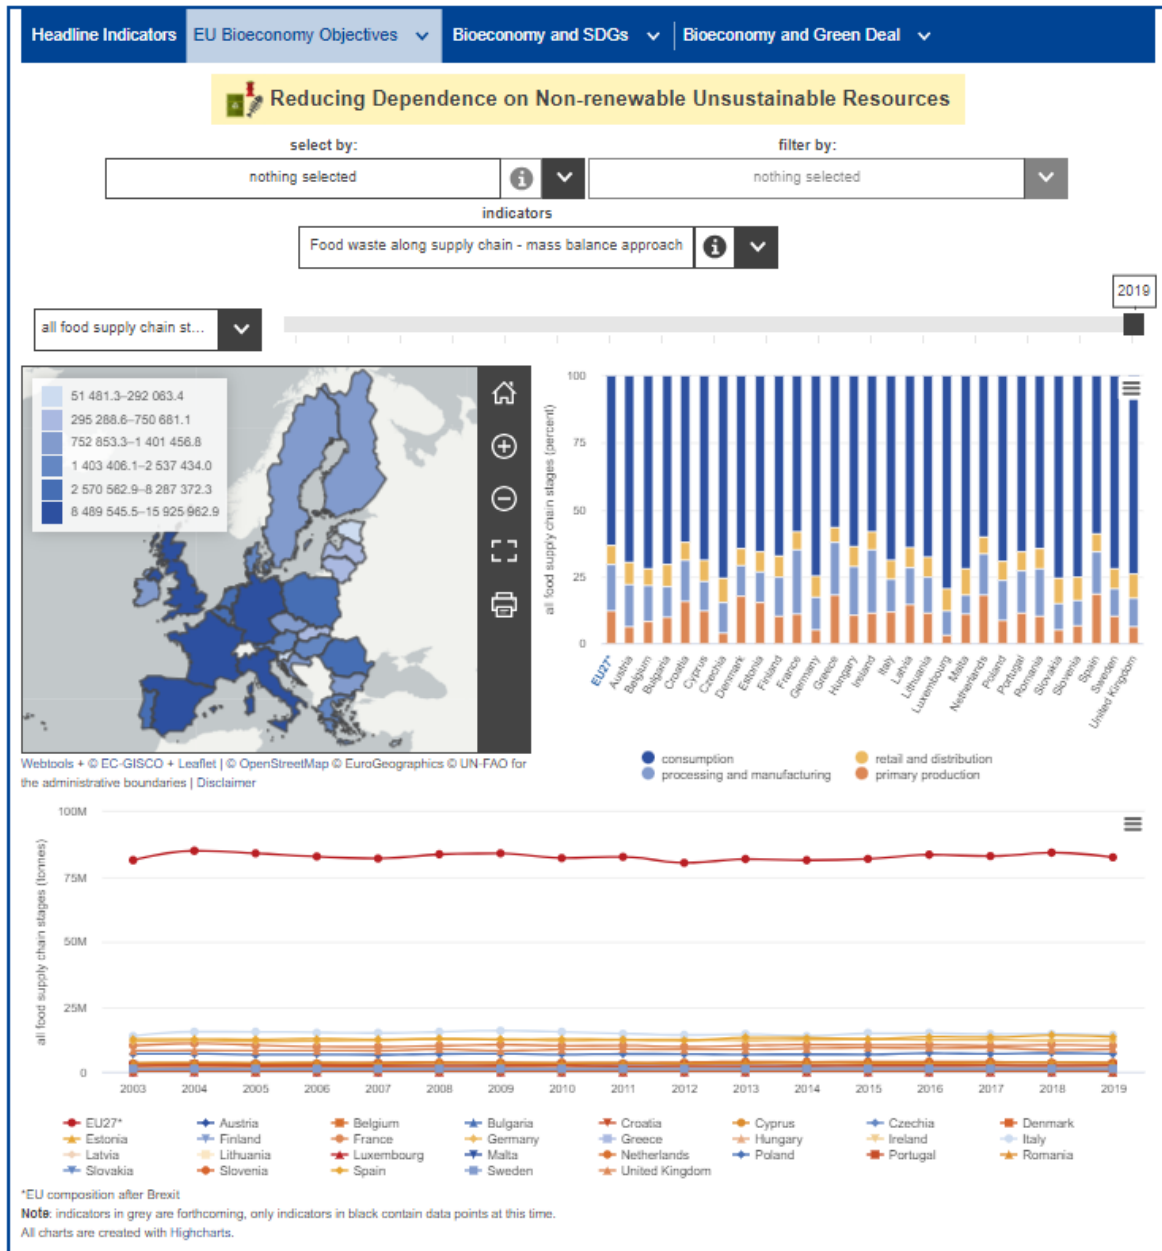 Headline Indicators EU Bioeconomy Objectives Bioeconomy and SDGs Bioeconomy and Green Deal
Reducing Dependence on Non-renewable Unsustainable Resources
select by: filter by:
nothing selected nothing selected
indicators
Food waste along supply chain - mass balance approach
2019
all food supply chain st...
51 481.3–292 063.4
295 288.6–750 681.1
752 853.3–1 401 456.8
1 403 406.1–2 537 434.0
2 570 562.9–8 287 372.3
8 489 545.5–15 925 962.9
Webtools + © EC-GISCO + Leaflet | © OpenStreetMap © EuroGeographics © UN-FAO for
the administrative boundaries | Disclaimer
all food supply chain stages (percent)
100
75
50
25
0
EU27* Austria Belgium Bulgaria Croatia Cyprus Czechia Denmark Estonia Finland France Germany Greece Hungary Ireland Italy Latvia Lithuania Luxembourg Malta Netherlands Poland Portugal Romania Slovakia Slovenia Spain Sweden United Kingdom
consumption retail and distribution
processing and manufacturing primary production
all food supply chain stages (tonnes)
100M
75M
50M
25M
0
2003 2004 2005 2006 2007 2008 2009 2010 2011 2012 2013 2014 2015 2016 2017 2018 2019
EU27* Austria Belgium Bulgaria Croatia Cyprus Czechia Denmark
Estonia Finland France Germany Greece Hungary Ireland Italy
Latvia Lithuania Luxembourg Malta Netherlands Poland Portugal Romania
Slovakia Slovenia Spain Sweden United Kingdom
*EU composition after Brexit
Note: indicators in grey are forthcoming, only indicators in black contain data points at this time.
All charts are created with Highcharts.